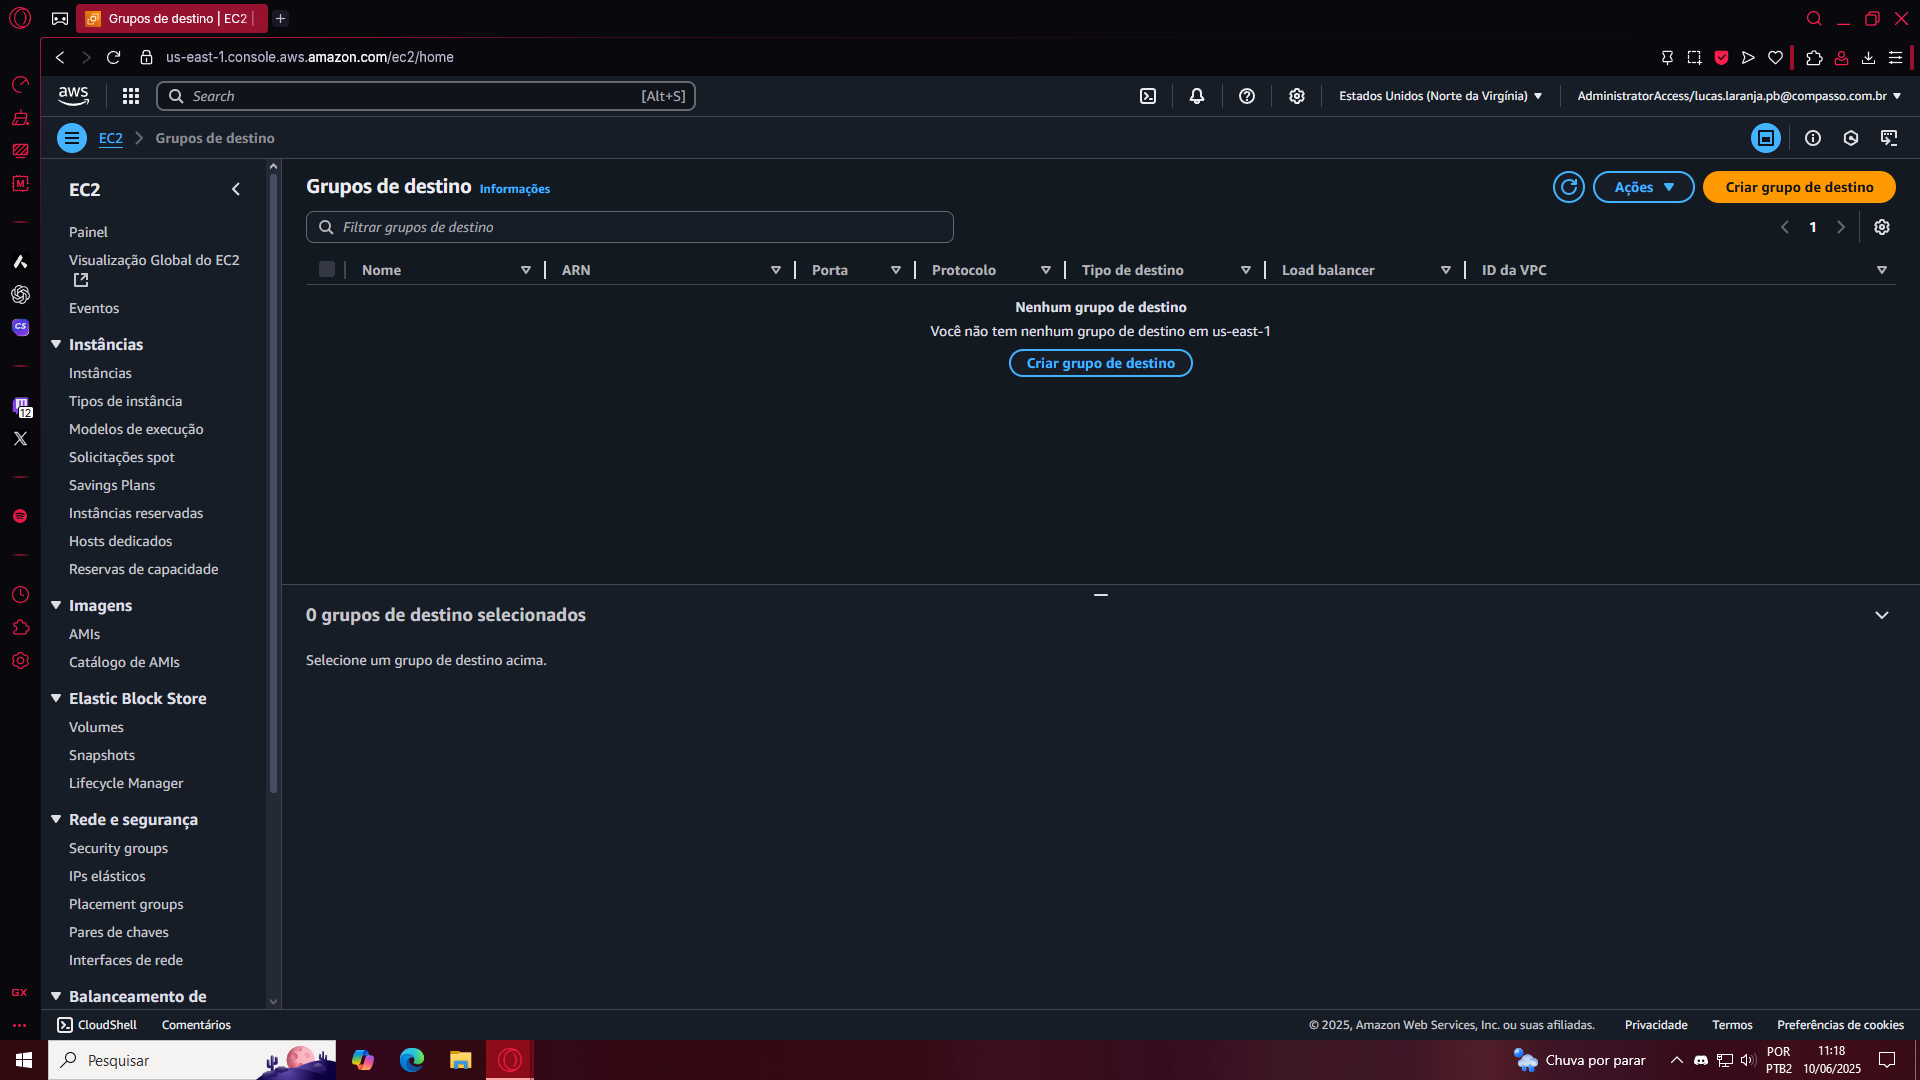 Grupos de destino | EC2 |
us-east-1.console.aws.amazon.com/ec2/home
aws
Search
[Alt+S]
Estados Unidos (Norte da Virgínia)
AdministratorAccess/lucas.laranja.pb@compasso.com.br
EC2
Grupos de destino
EC2
Painel
Visualização Global do EC2
Eventos
Instâncias
Instâncias
Tipos de instância
Modelos de execução
Solicitações spot
Savings Plans
Instâncias reservadas
Hosts dedicados
Reservas de capacidade
Imagens
AMIs
Catálogo de AMIs
Elastic Block Store
Volumes
Snapshots
Lifecycle Manager
Rede e segurança
Security groups
IPs elásticos
Placement groups
Pares de chaves
Interfaces de rede
Balanceamento de
Grupos de destino Informações
Ações
Criar grupo de destino
Filtrar grupos de destino
1
Nome ARN Porta Protocolo Tipo de destino Load balancer ID da VPC
Nenhum grupo de destino
Você não tem nenhum grupo de destino em us-east-1
Criar grupo de destino
0 grupos de destino selecionados
Selecione um grupo de destino acima.
M
CS
12
GX
CloudShell Comentários
© 2025, Amazon Web Services, Inc. ou suas afiliadas. Privacidade Termos Preferências de cookies
Pesquisar
Chuva por parar
POR
PTB2
11:18
10/06/2025